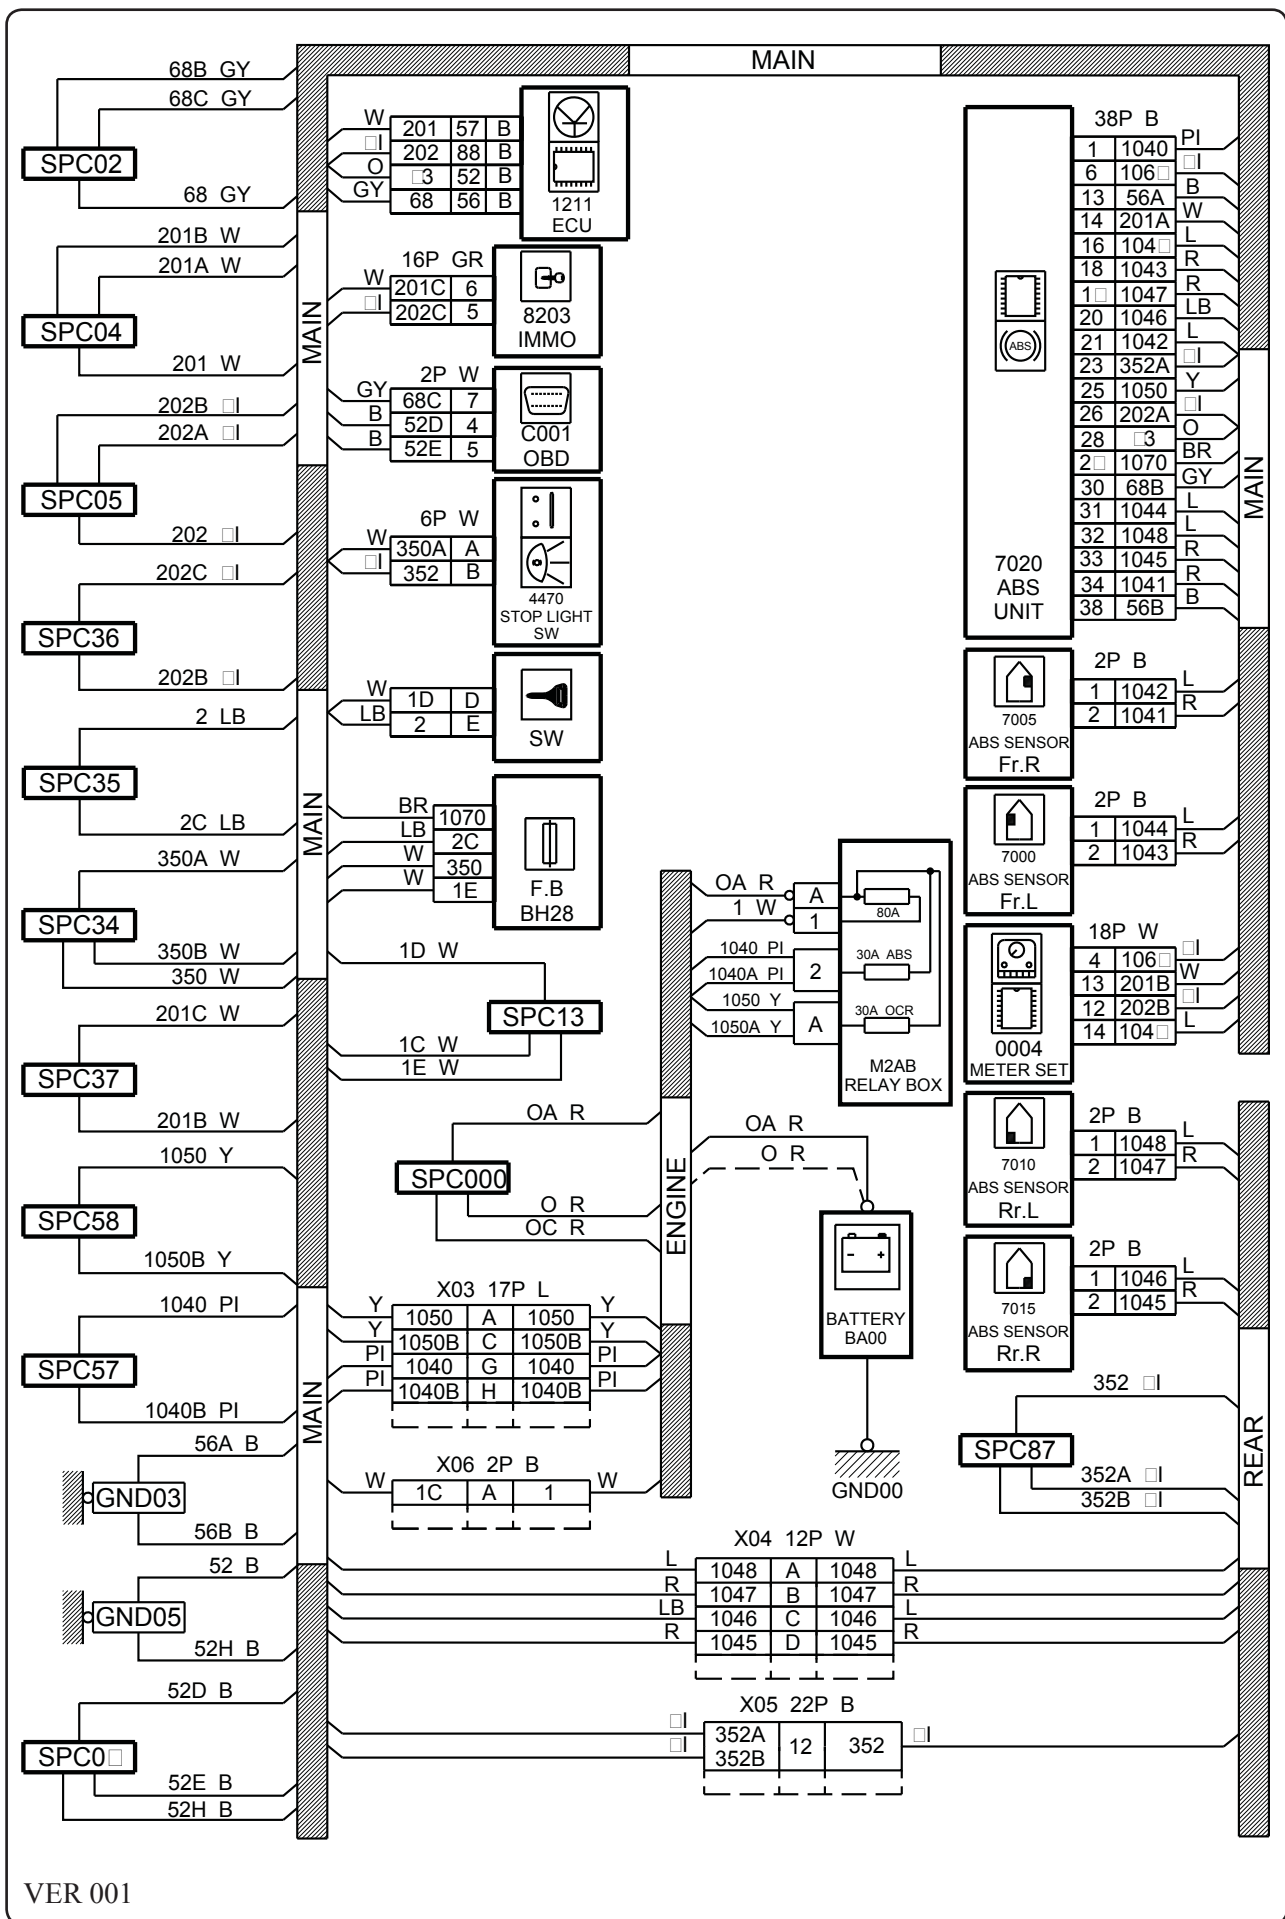 MAIN
68B GY
68C GY
SPC02
68 GY
201B W
201A W
SPC04
201 W
202B □I
202A □I
SPC05
202 □I
202C □I
SPC36
202B □I
2 LB
SPC35
2C LB
350A W
SPC34
350B W
350 W
201C W
SPC37
201B W
1050 Y
SPC58
1050B Y
1040 PI
SPC57
1040B PI
56A B
GND03
56B B
52 B
GND05
52H B
52D B
SPC0□
52E B
52H B
MAIN
MAIN
MAIN
W 201 57 B
□I 202 88 B
O □3 52 B
GY 68 56 B
1211
ECU
16P GR
W 201C 6
□I 202C 5
8203
IMMO
2P W
GY 68C 7
B 52D 4
B 52E 5
C001
OBD
6P W
W 350A A
□I 352 B
4470
STOP LIGHT
SW
W 1D D
LB 2 E
SW
BR 1070
LB 2C
W 350
W 1E
F.B
BH28
1D W
SPC13
1C W
1E W
OA R
SPC000
O R
OC R
X03 17P L
Y 1050 A 1050 Y
Y 1050B C 1050B Y
PI 1040 G 1040 PI
PI 1040B H 1040B PI
X06 2P B
W 1C A 1 W
ENGINE
OA R A
1 W 1
80A
1040 PI
1040A PI
2
30A ABS
1050 Y
1050A Y
A
30A OCR
M2AB
RELAY BOX
OA R
O R
BATTERY
BA00
GND00
38P B
1 1040 PI
6 106□ □I
13 56A B
14 201A W
16 104□ L
18 1043 R
1□ 1047 R
20 1046 LB
21 1042 L
23 352A □I
25 1050 Y
26 202A □I
28 □3 O
2□ 1070 BR
30 68B GY
31 1044 L
32 1048 L
33 1045 R
34 1041 R
38 56B B
ABS
7020
ABS
UNIT
MAIN
2P B
1 1042 L
2 1041 R
7005
ABS SENSOR
Fr.R
2P B
1 1044 L
2 1043 R
7000
ABS SENSOR
Fr.L
18P W
4 106□ □I
13 201B W
12 202B □I
14 104□ L
0004
METER SET
2P B
1 1048 L
2 1047 R
7010
ABS SENSOR
Rr.L
2P B
1 1046 L
2 1045 R
7015
ABS SENSOR
Rr.R
352 □I
SPC87
352A □I
352B □I
REAR
X04 12P W
L 1048 A 1048 L
R 1047 B 1047 R
LB 1046 C 1046 L
R 1045 D 1045 R
X05 22P B
□I 352A 12 352 □I
□I 352B
VER 001